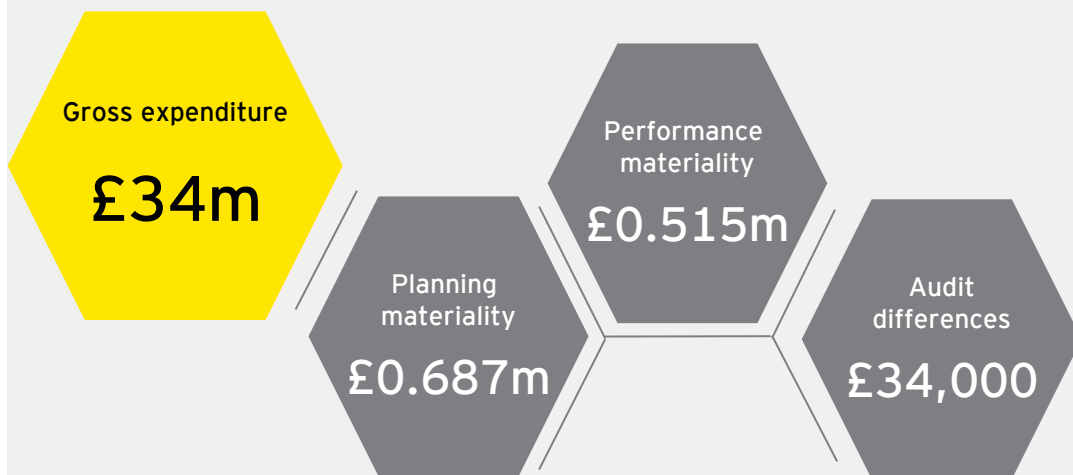 Gross expenditure
£34m
Planning
materiality
£0.687m
Performance
materiality
£0.515m
Audit
differences
£34,000